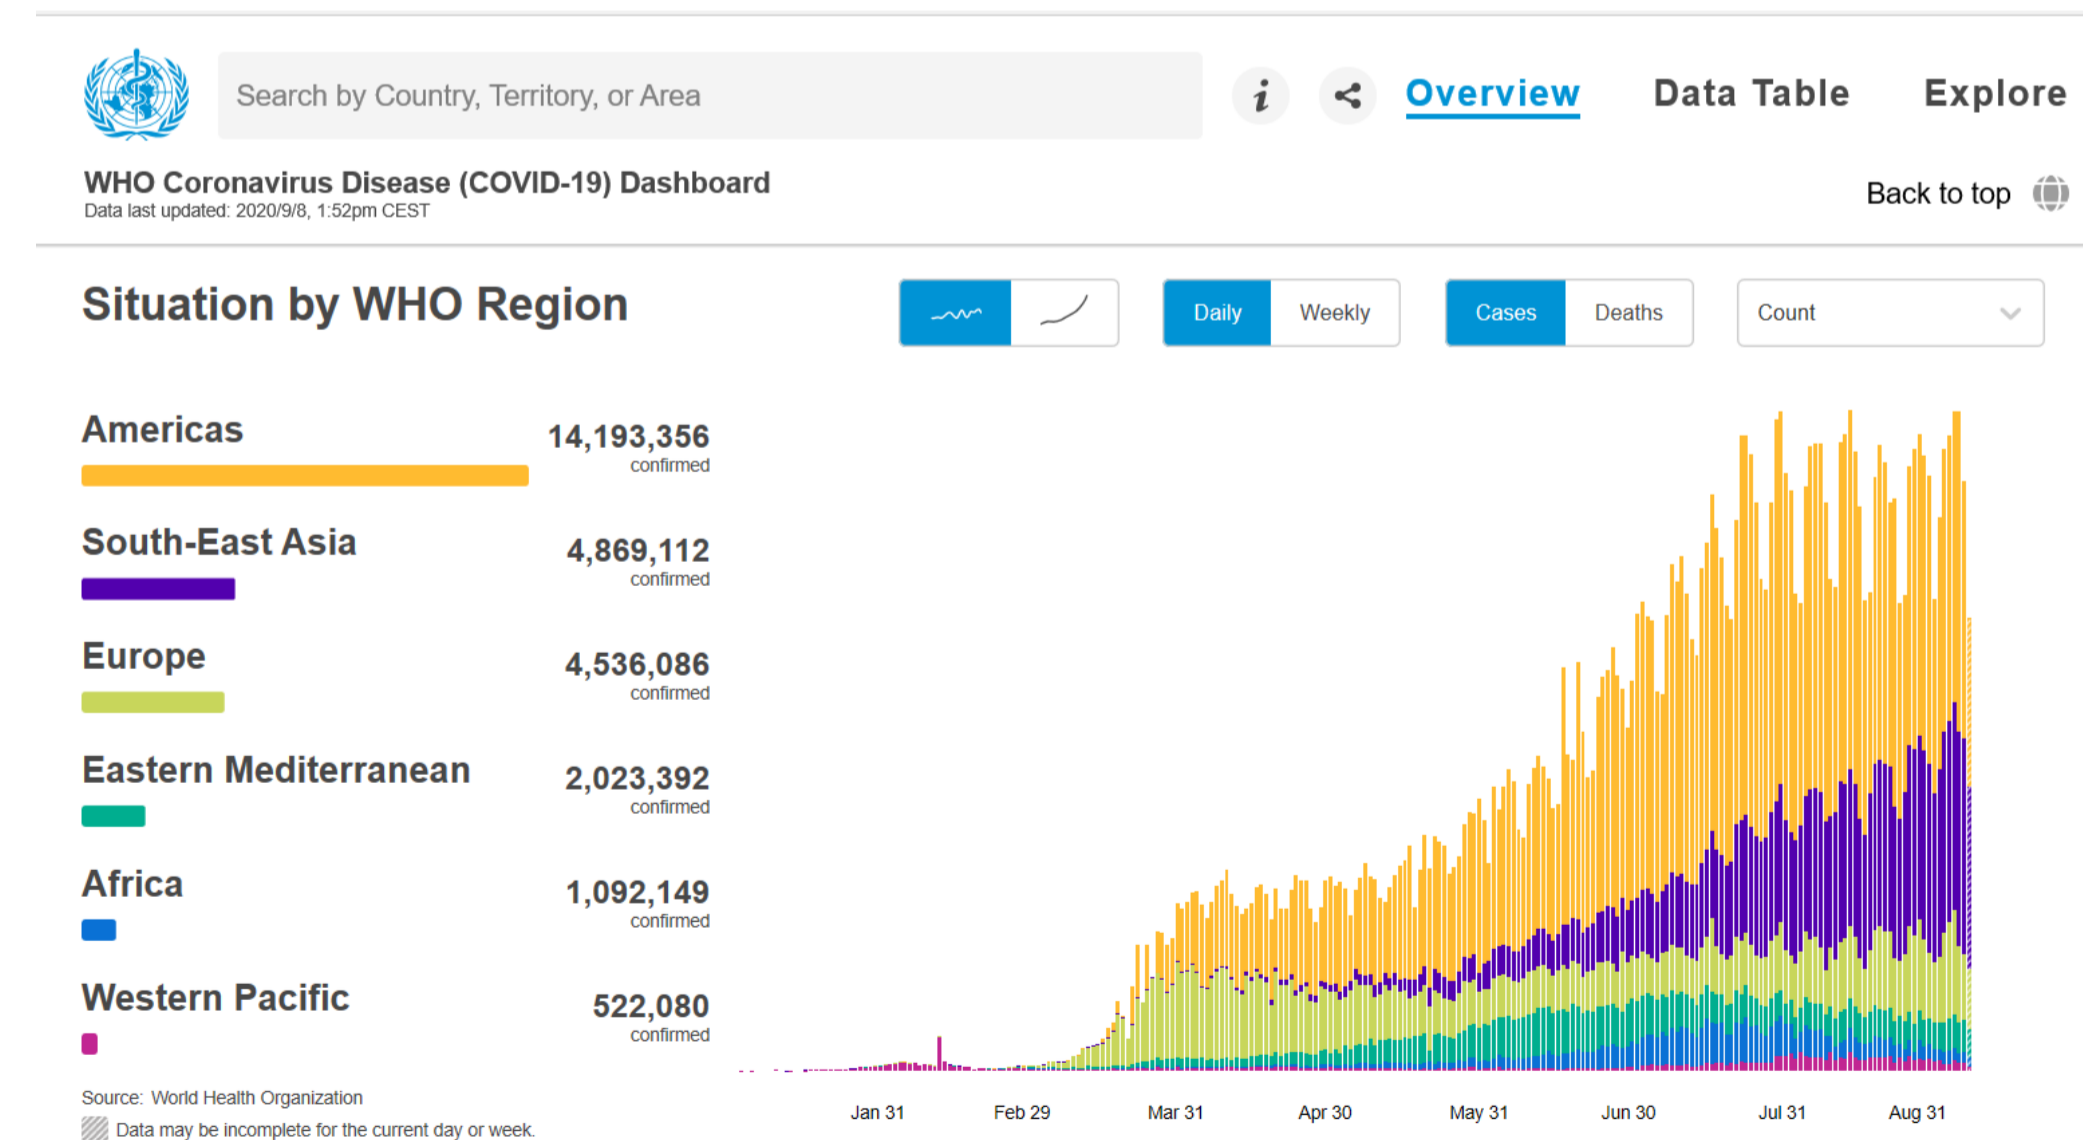 Search by Country, Territory, or Area
i
Overview
Data Table
Explore
WHO Coronavirus Disease (COVID-19) Dashboard
Data last updated: 2020/9/8, 1:52pm CEST
Back to top
Situation by WHO Region
Daily
Weekly
Cases
Deaths
Count
Americas
14,193,356
confirmed
South-East Asia
4,869,112
confirmed
Europe
4,536,086
confirmed
Eastern Mediterranean
2,023,392
confirmed
Africa
1,092,149
confirmed
Western Pacific
522,080
confirmed
Jan 31
Feb 29
Mar 31
Apr 30
May 31
Jun 30
Jul 31
Aug 31
Source: World Health Organization
Data may be incomplete for the current day or week.